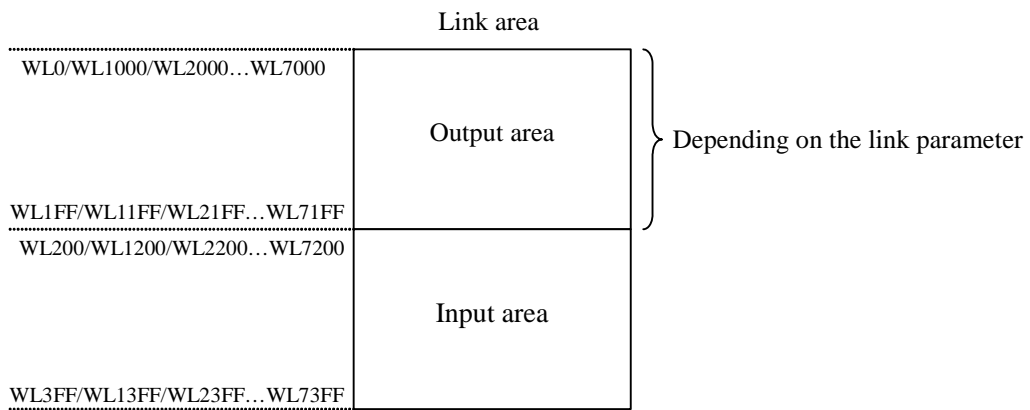 Link area
WL0/WL1000/WL2000…WL7000
Output area
Depending on the link parameter
WL1FF/WL11FF/WL21FF…WL71FF
WL200/WL1200/WL2200…WL7200
Input area
WL3FF/WL13FF/WL23FF…WL73FF